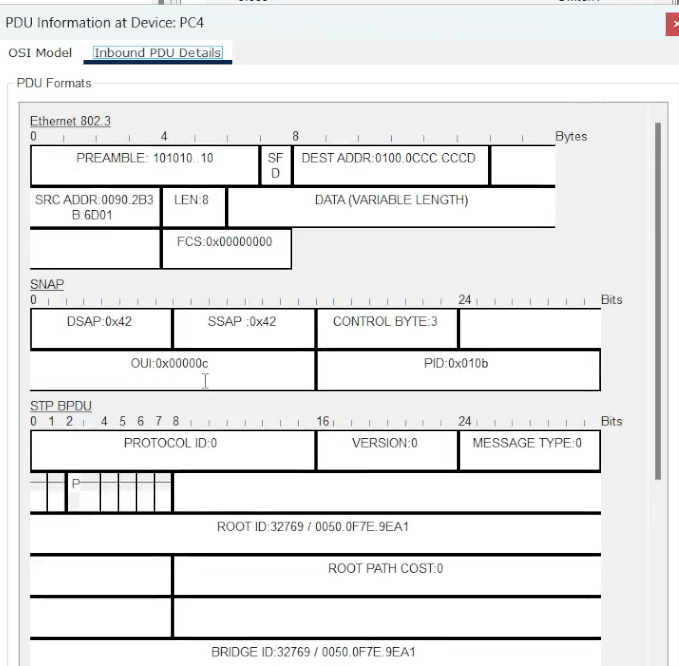 PDU Information at Device: PC4
OSI Model Inbound PDU Details
PDU Formats
Ethernet 802.3
0 4 8 Bytes
PREAMBLE: 101010..10 SF DEST ADDR:0100.0CCC.CCCD
D
SRC ADDR:0090.2B3 LEN:8 DATA (VARIABLE LENGTH)
B.6D01
FCS:0x00000000
SNAP
0 24 Bits
DSAP:0x42 SSAP :0x42 CONTROL BYTE:3
OUI:0x00000c PID:0x010b
STP BPDU
0 1 2 4 5 6 7 8 16 24 Bits
PROTOCOL ID:0 VERSION:0 MESSAGE TYPE:0
P
ROOT ID:32769 / 0050.0F7E.9EA1
ROOT PATH COST:0
BRIDGE ID:32769 / 0050.0F7E.9EA1